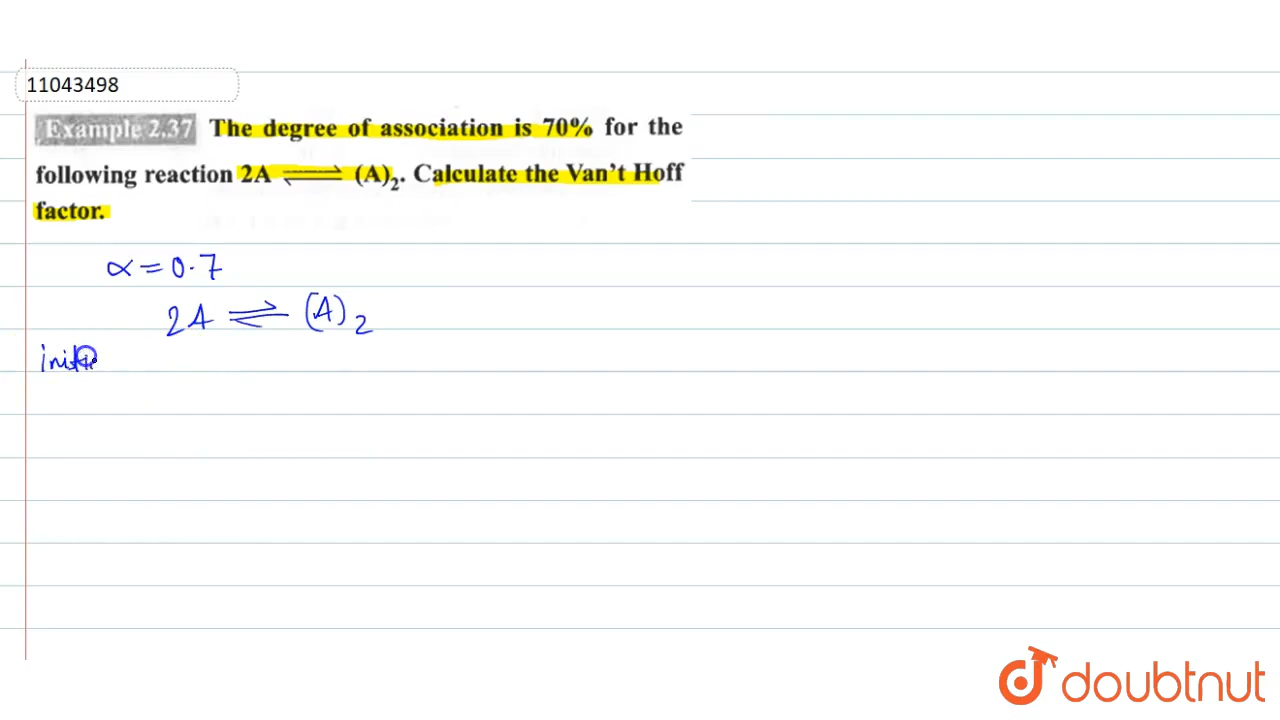 11043498
Example 2.37 The degree of association is 70% for the
following reaction 2A ⇌ (A)₂. Calculate the Van't Hoff
factor.
α = 0.7
2A ⇌ (A)₂
doubtnut